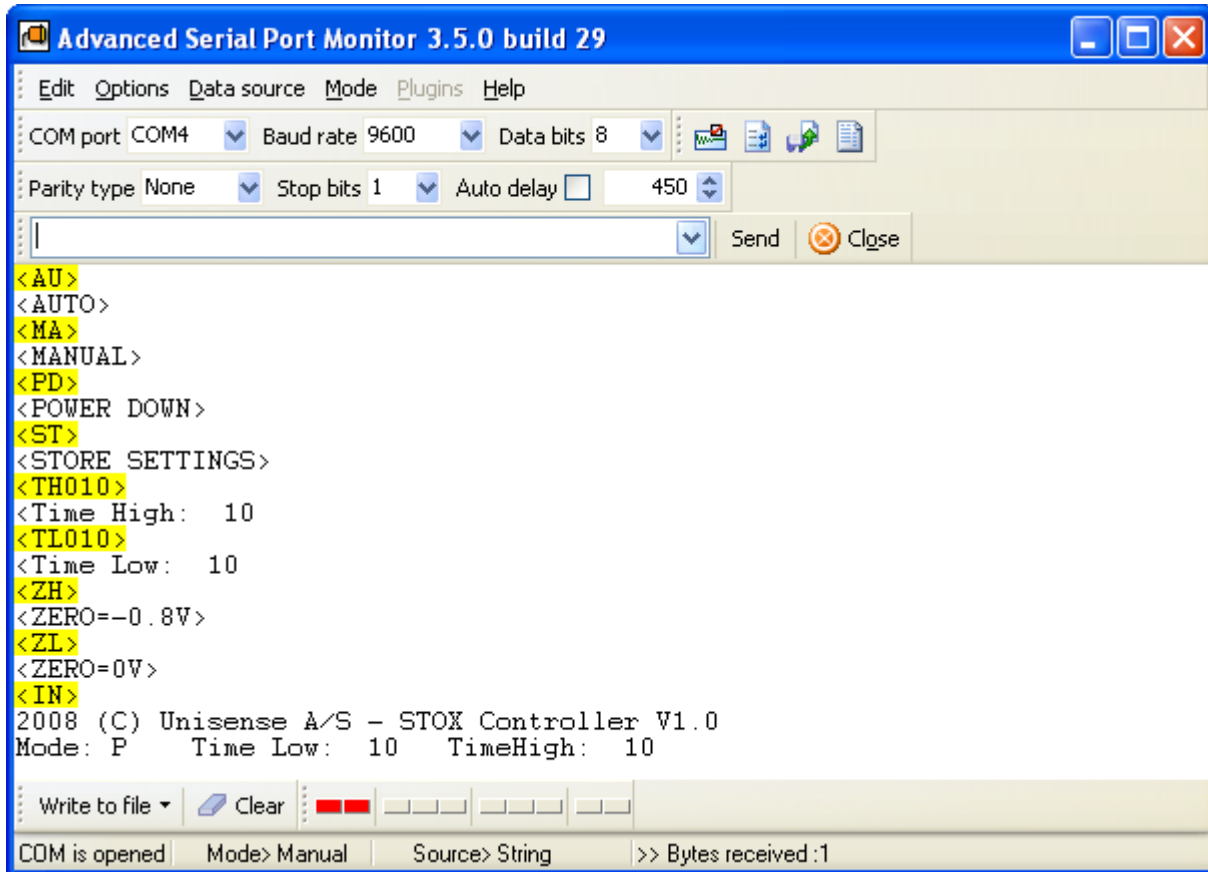 Advanced Serial Port Monitor 3.5.0 build 29
Edit Options Data source Mode Plugins Help
COM port COM4 Baud rate 9600 Data bits 8
Parity type None Stop bits 1 Auto delay 450
Send Close
<AU>
<AUTO>
<MA>
<MANUAL>
<PD>
<POWER DOWN>
<ST>
<STORE SETTINGS>
<TH010>
<Time High:  10
<TL010>
<Time Low:  10
<ZH>
<ZERO=-0.8V>
<ZL>
<ZERO=0V>
<IN>
2008 (C) Unisense A/S - STOX Controller V1.0
Mode: P    Time Low:  10   TimeHigh:  10
Write to file Clear
COM is opened Mode> Manual Source> String >> Bytes received :1